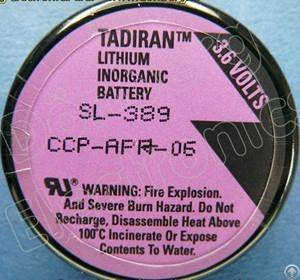 TADIRAN™
LITHIUM
INORGANIC
BATTERY
3.6 VOLTS
SL-389
CCP-APR-06
WARNING: Fire Explosion.
And Severe Burn Hazard. Do Not
Recharge, Disassemble Heat Above
100°C Incinerate Or Expose
Contents To Water.